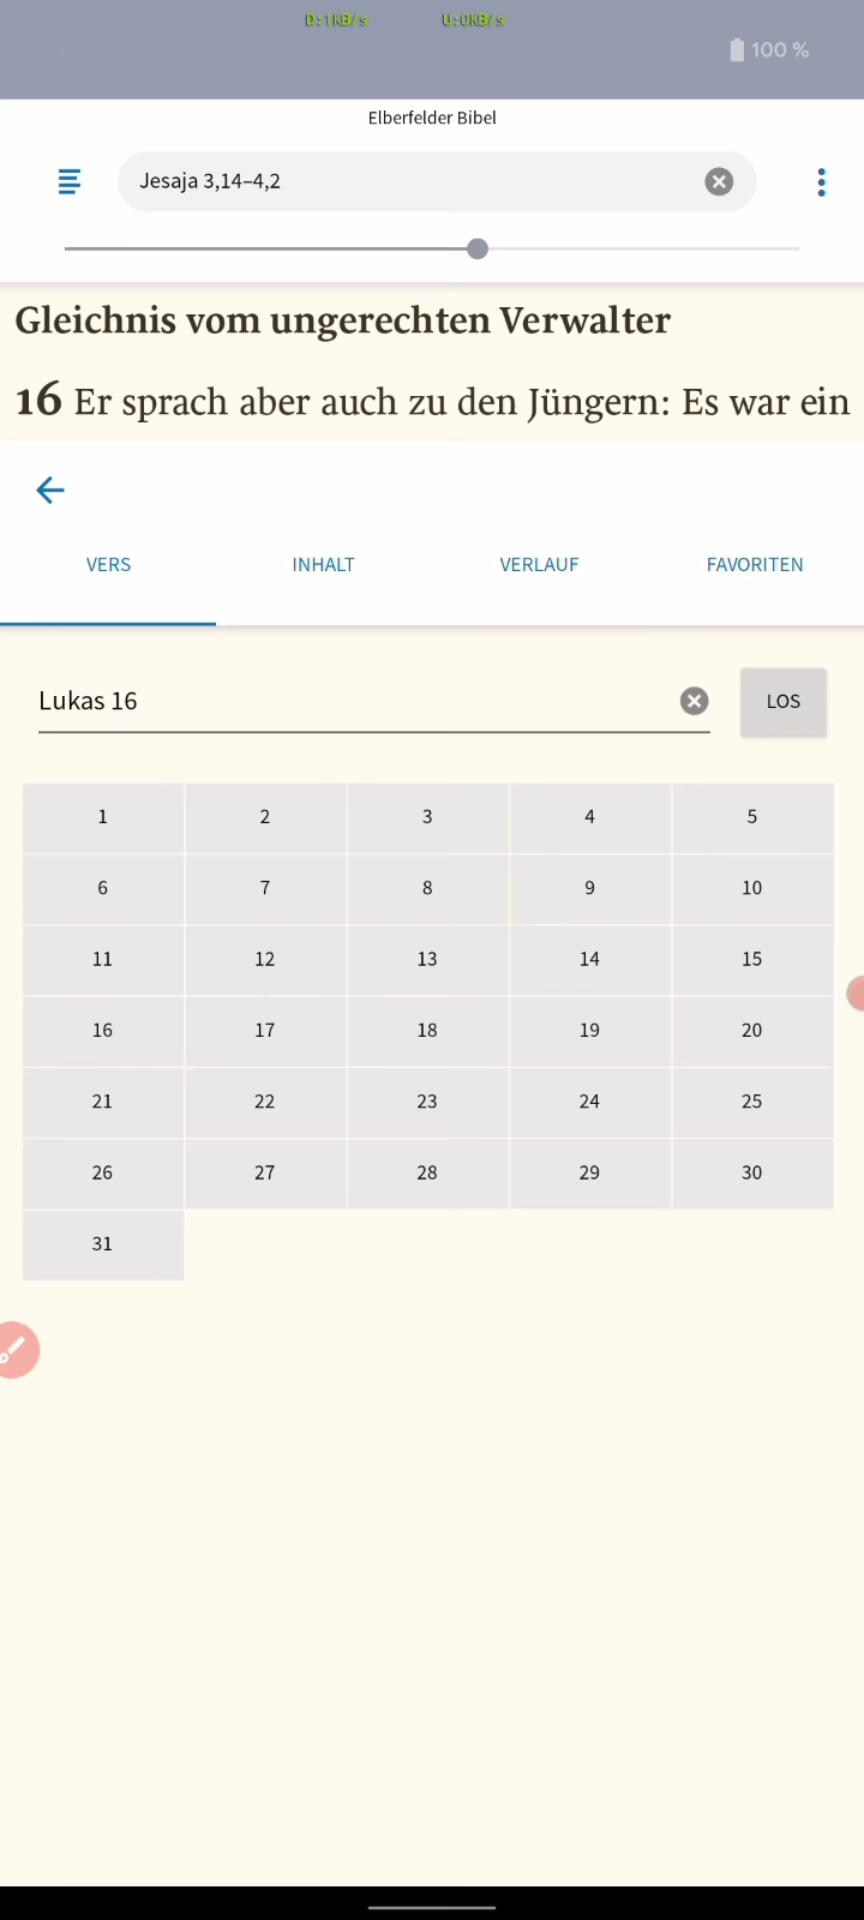 D:1KB/s U:0KB/s
100 %
Elberfelder Bibel
Jesaja 3,14–4,2
Gleichnis vom ungerechten Verwalter
16 Er sprach aber auch zu den Jüngern: Es war ein
VERS INHALT VERLAUF FAVORITEN
Lukas 16 LOS
1 2 3 4 5
6 7 8 9 10
11 12 13 14 15
16 17 18 19 20
21 22 23 24 25
26 27 28 29 30
31